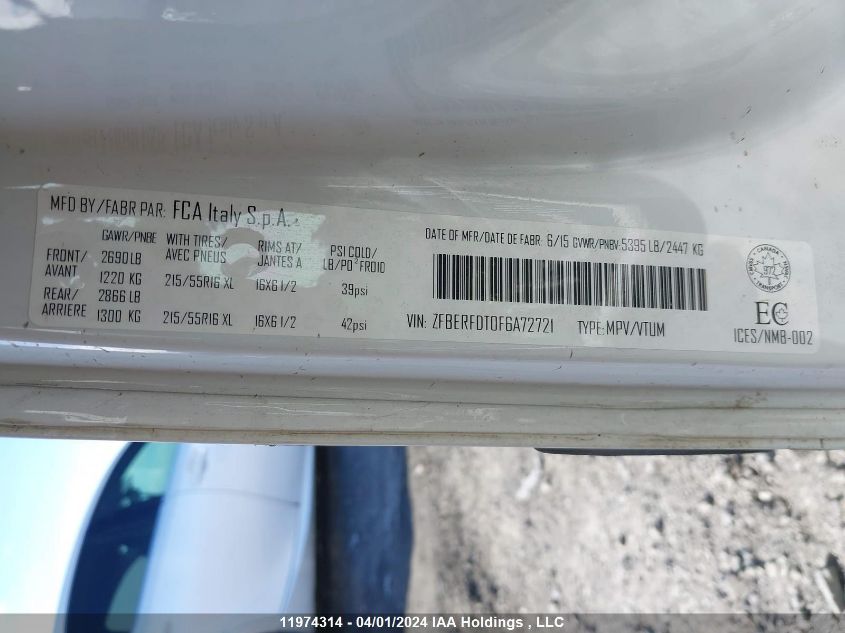 MFD BY/FABR PAR: FCA Italy S.p.A.
GAWR/PNBE WITH TIRES/ AVEC PNEUS RIMS AT/ JANTES A PSI COLD/ LB/PO² FROID
FRONT/ AVANT 2690LB 1220 KG 215/55R16 XL 16X6 1/2 39psi
REAR/ ARRIERE 2866 LB 1300 KG 215/55R16 XL 16X6 1/2 42psi
DATE OF MFR/DATE DE FABR: 6/15 GVWR/PNBV:5395 LB/2447 KG
VIN: ZFBERFDT0F6A72721 TYPE:MPV/VTUM
CANADA
TRANSPORT
EC
ICES/NMB-002
11974314 - 04/01/2024 IAA Holdings , LLC